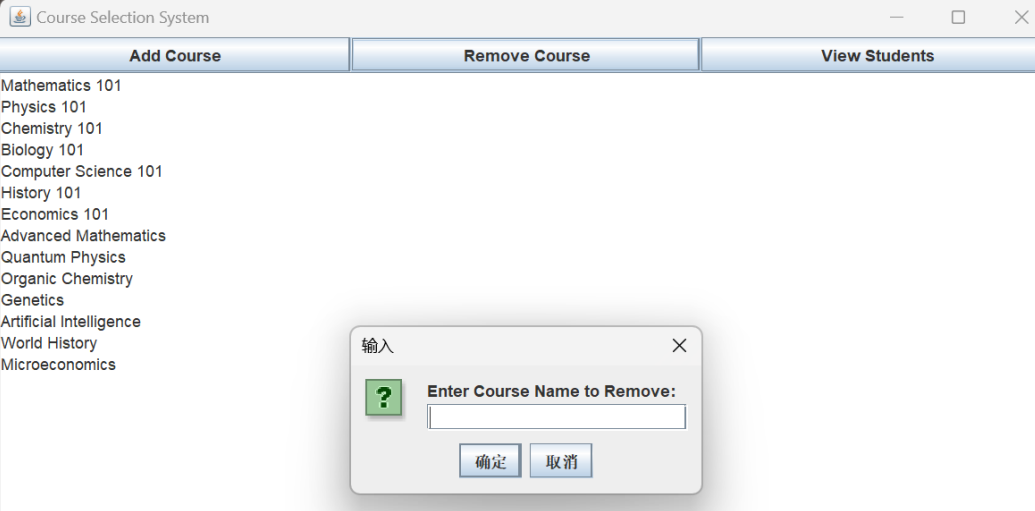 Course Selection System
Add Course Remove Course View Students
Mathematics 101
Physics 101
Chemistry 101
Biology 101
Computer Science 101
History 101
Economics 101
Advanced Mathematics
Quantum Physics
Organic Chemistry
Genetics
Artificial Intelligence
World History
Microeconomics
输入
?
Enter Course Name to Remove:
确定 取消